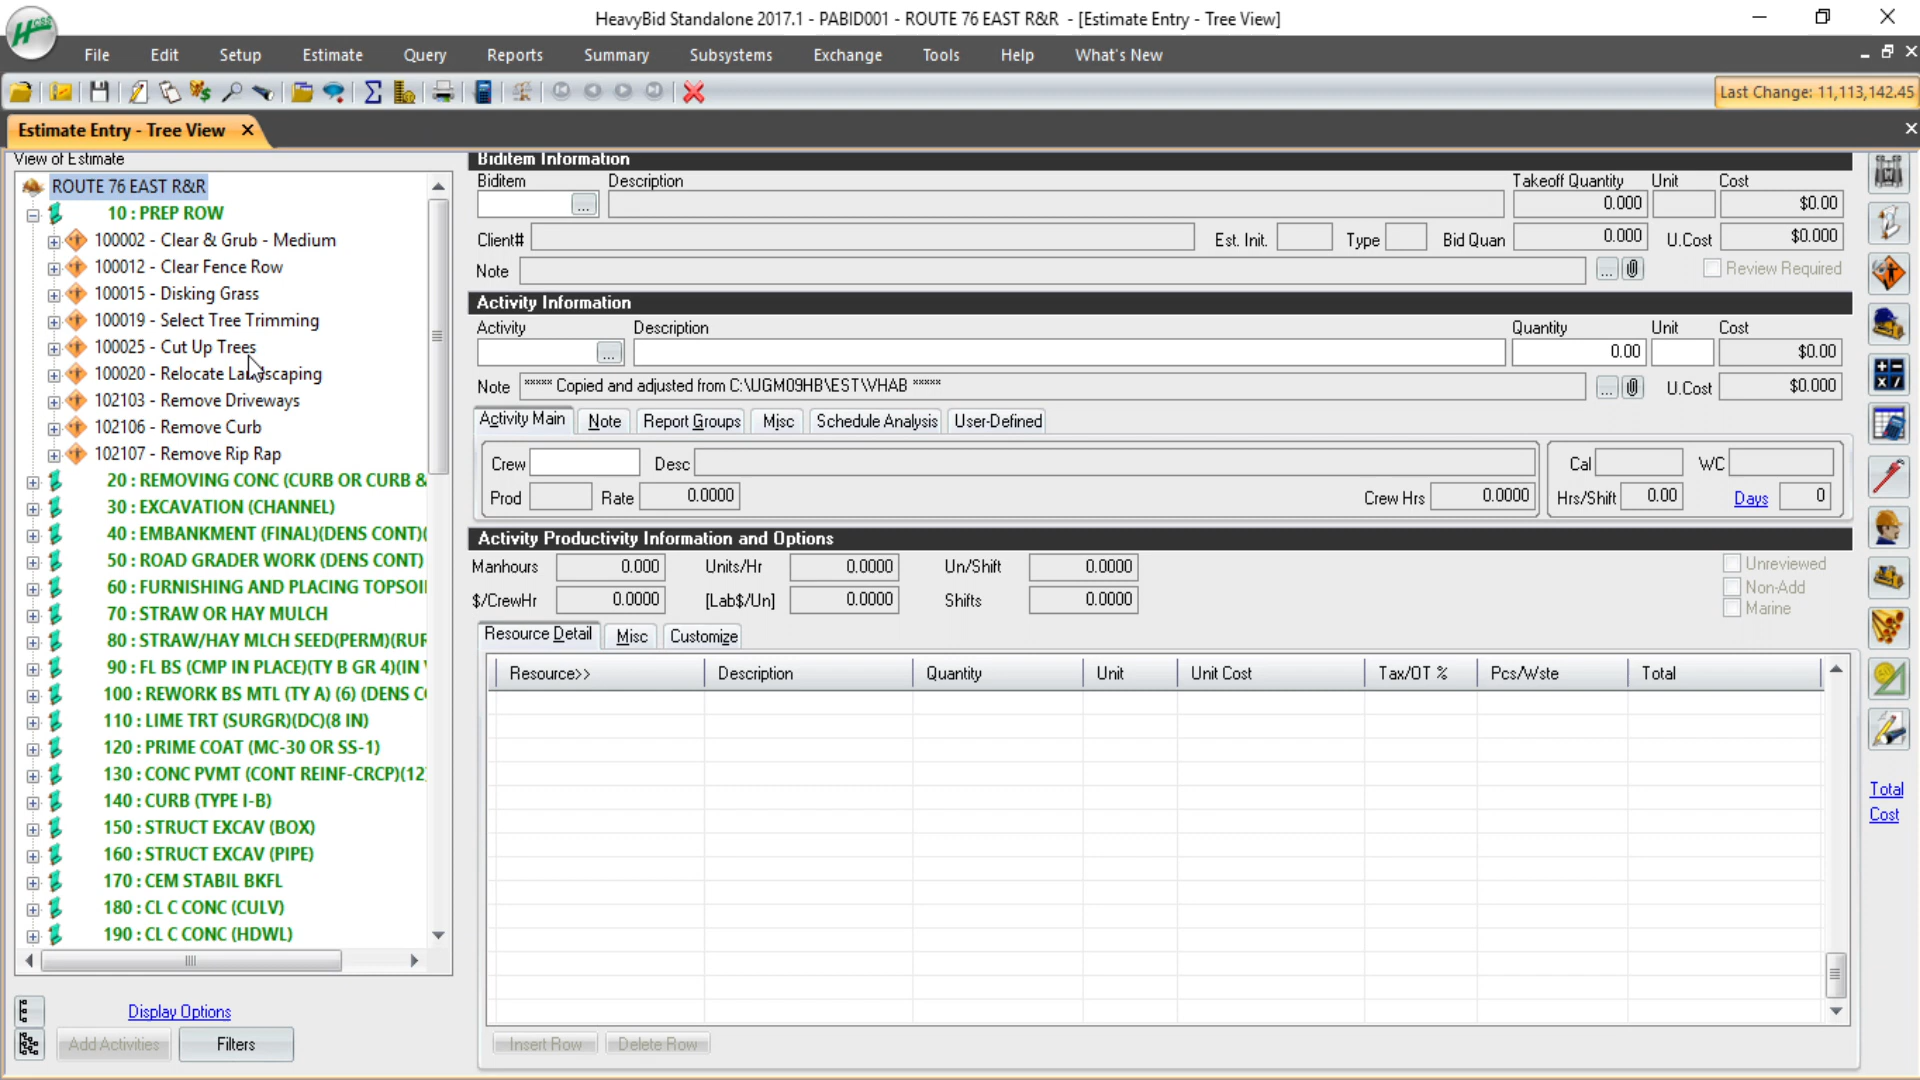 HeavyBid Standalone 2017.1 - PABID001 - ROUTE 76 EAST R&R - [Estimate Entry - Tree View]
HCSS
File Edit Setup Estimate Query Reports Summary Subsystems Exchange Tools Help What's New
Last Change: 11,113,142.45
Estimate Entry - Tree View
View of Estimate
ROUTE 76 EAST R&R
10 : PREP ROW
100002 - Clear & Grub - Medium
100012 - Clear Fence Row
100015 - Disking Grass
100019 - Select Tree Trimming
100025 - Cut Up Trees
100020 - Relocate Landscaping
102103 - Remove Driveways
102106 - Remove Curb
102107 - Remove Rip Rap
20 : REMOVING CONC (CURB OR CURB &
30 : EXCAVATION (CHANNEL)
40 : EMBANKMENT (FINAL)(DENS CONT)(
50 : ROAD GRADER WORK (DENS CONT)
60 : FURNISHING AND PLACING TOPSOI
70 : STRAW OR HAY MULCH
80 : STRAW/HAY MLCH SEED(PERM)(RUR
90 : FL BS (CMP IN PLACE)(TY B GR 4)(IN
100 : REWORK BS MTL (TY A) (6) (DENS C
110 : LIME TRT (SURGR)(DC)(8 IN)
120 : PRIME COAT (MC-30 OR SS-1)
130 : CONC PVMT (CONT REINF-CRCP)(12
140 : CURB (TYPE I-B)
150 : STRUCT EXCAV (BOX)
160 : STRUCT EXCAV (PIPE)
170 : CEM STABIL BKFL
180 : CL C CONC (CULV)
190 : CL C CONC (HDWL)
Display Options
Add Activities Filters
Biditem Information
Biditem Description Takeoff Quantity Unit Cost
... 0.000 $0.00
Client# Est. Init. Type Bid Quan 0.000 U.Cost $0.000
Note ... Review Required
Activity Information
Activity Description Quantity Unit Cost
... 0.00 $0.00
Note ***** Copied and adjusted from C:\UGM09HB\EST\VHAB ***** ... U.Cost $0.000
Activity Main Note Report Groups Misc Schedule Analysis User-Defined
Crew Desc Cal WC
Prod Rate 0.0000 Crew Hrs 0.0000 Hrs/Shift 0.00 Days 0
Activity Productivity Information and Options
Manhours 0.000 Units/Hr 0.0000 Un/Shift 0.0000 Unreviewed
Non-Add
$/CrewHr 0.0000 [Lab$/Un] 0.0000 Shifts 0.0000 Marine
Resource Detail Misc Customize
Resource>> Description Quantity Unit Unit Cost Tax/OT % Pcs/Wste Total
Insert Row Delete Row
Total
Cost